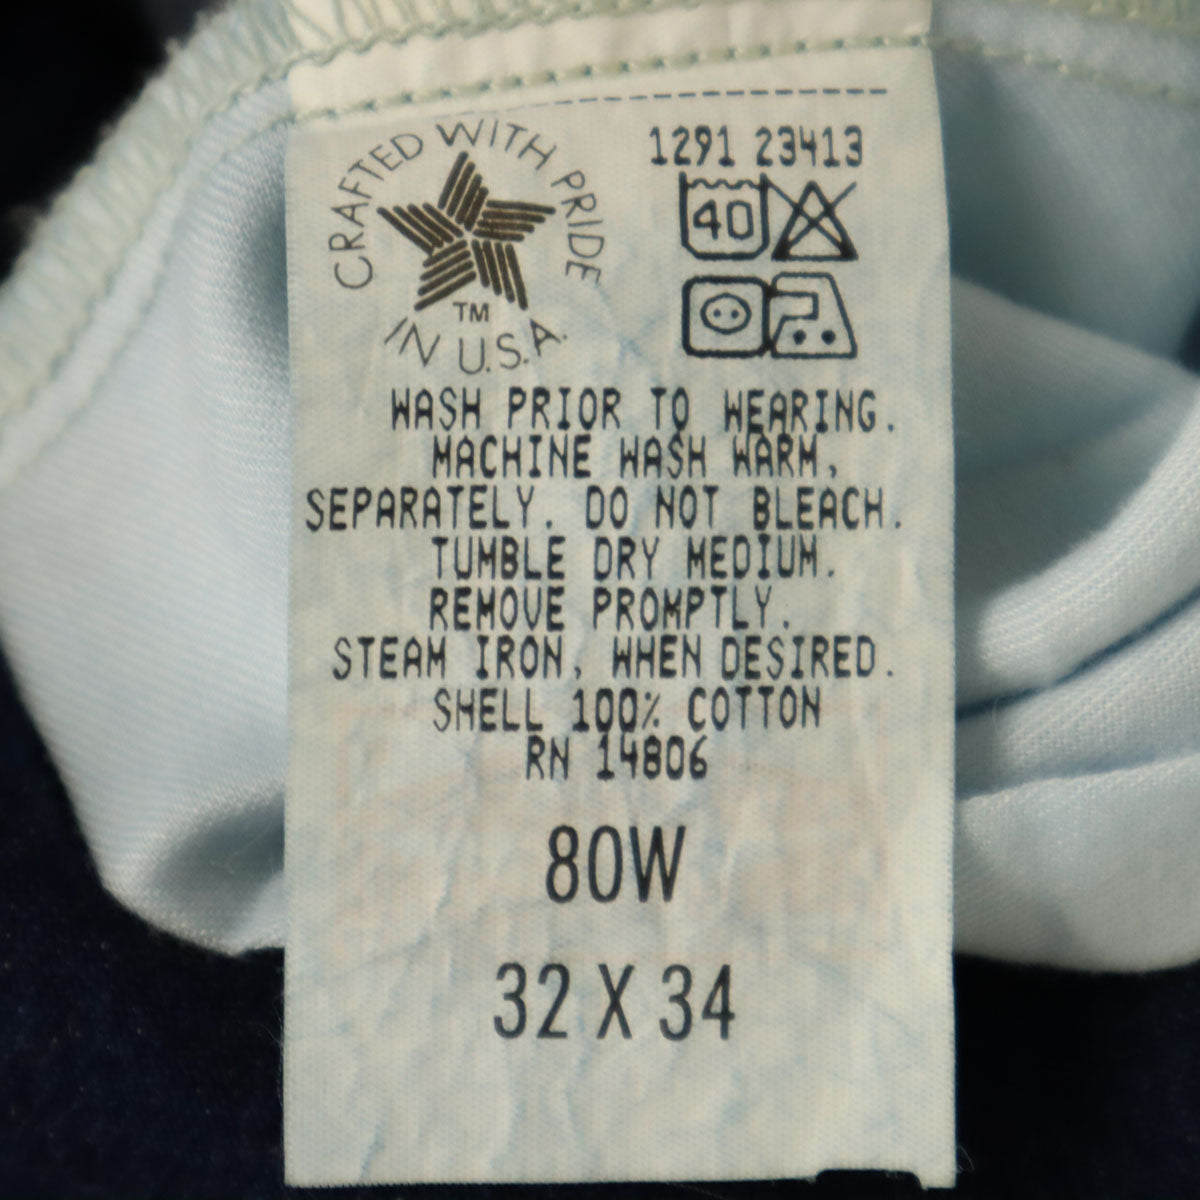 CRAFTED WITH PRIDE
TM
IN U.S.A.
1291 23413
40
WASH PRIOR TO WEARING.
MACHINE WASH WARM,
SEPARATELY. DO NOT BLEACH.
TUMBLE DRY MEDIUM.
REMOVE PROMPTLY.
STEAM IRON, WHEN DESIRED.
SHELL 100% COTTON
RN 14806
80W
32 X 34